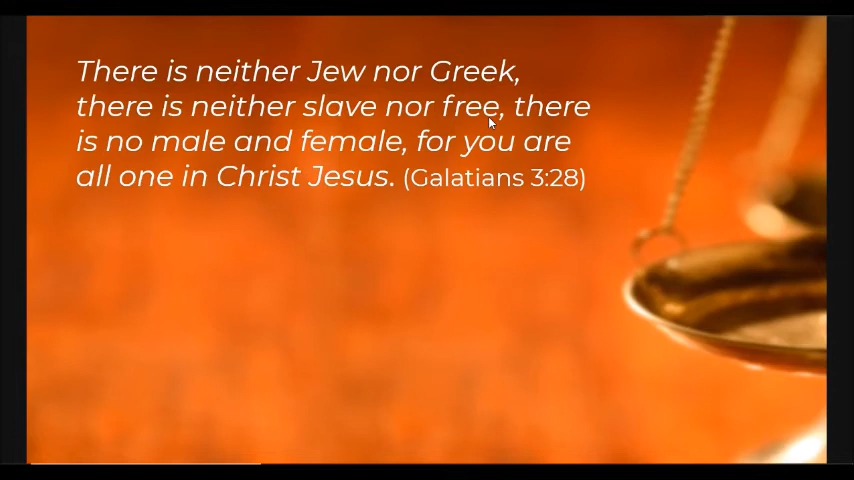 There is neither Jew nor Greek,
there is neither slave nor free, there
is no male and female, for you are
all one in Christ Jesus. (Galatians 3:28)